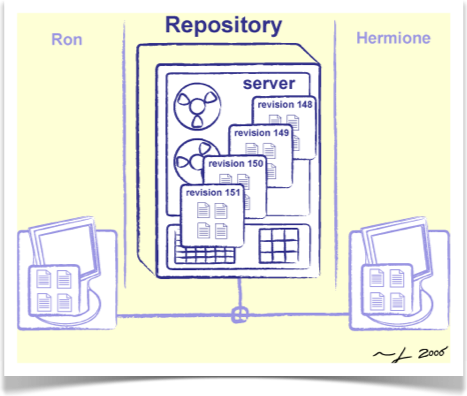 Repository
Ron
Hermione
server
revision 148
revision 149
revision 150
revision 151
2006